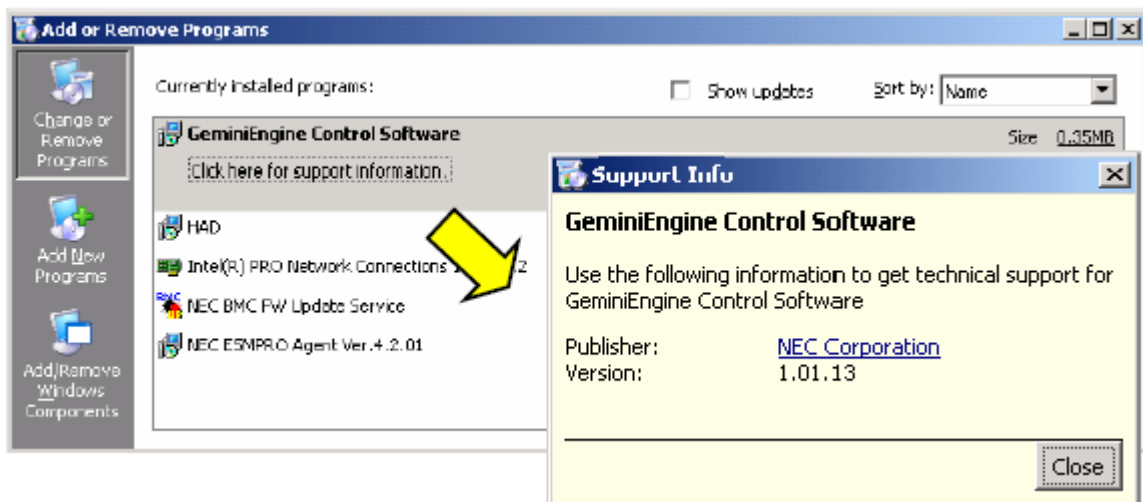 Add or Remove Programs
Change or
Remove
Programs
Add New
Programs
Add/Remove
Windows
Components
Currently installed programs:
Show updates
Sort by: Name
GeminiEngine Control Software
Size 0.35MB
Click here for support information.
HAD
Intel(R) PRO Network Connections
NEC BMC FW Update Service
NEC ESMPRO Agent Ver.4.2.01
Support Info
GeminiEngine Control Software
Use the following information to get technical support for
GeminiEngine Control Software
Publisher: NEC Corporation
Version: 1.01.13
Close